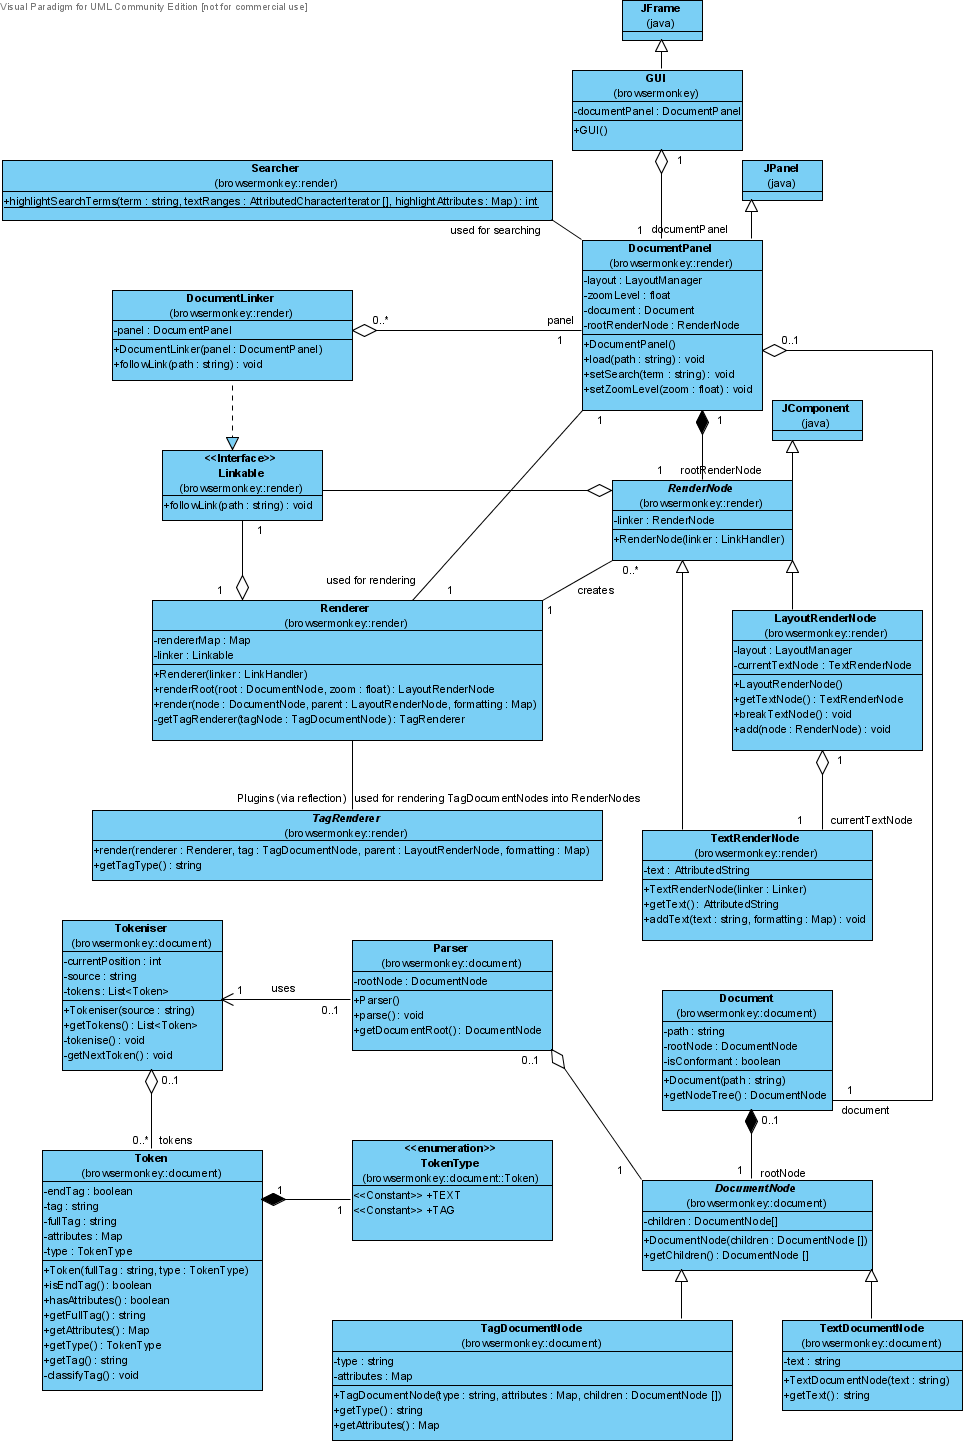 Visual Paradigm for UML Community Edition [not for commercial use]
JFrame
(java)
GUI
(browsermonkey)
-documentPanel : DocumentPanel
+GUI()
1
Searcher
(browsermonkey::render)
+highlightSearchTerms(term : string, textRanges : AttributedCharacterIterator [], highlightAttributes : Map) : int
JPanel
(java)
used for searching
1
documentPanel
DocumentPanel
(browsermonkey::render)
-layout : LayoutManager
-zoomLevel : float
-document : Document
-rootRenderNode : RenderNode
+DocumentPanel()
+load(path : string) : void
+setSearch(term : string) : void
+setZoomLevel(zoom : float) : void
DocumentLinker
(browsermonkey::render)
-panel : DocumentPanel
+DocumentLinker(panel : DocumentPanel)
+followLink(path : string) : void
0..*
panel
1
0..1
JComponent
(java)
1
1
1
rootRenderNode
<<Interface>>
Linkable
(browsermonkey::render)
+followLink(path : string) : void
RenderNode
(browsermonkey::render)
-linker : RenderNode
+RenderNode(linker : LinkHandler)
1
0..*
used for rendering
1
1
creates
1
Renderer
(browsermonkey::render)
-rendererMap : Map
-linker : Linkable
+Renderer(linker : LinkHandler)
+renderRoot(root : DocumentNode, zoom : float) : LayoutRenderNode
+render(node : DocumentNode, parent : LayoutRenderNode, formatting : Map)
-getTagRenderer(tagNode : TagDocumentNode) : TagRenderer
LayoutRenderNode
(browsermonkey::render)
-layout : LayoutManager
-currentTextNode : TextRenderNode
+LayoutRenderNode()
+getTextNode() : TextRenderNode
+breakTextNode() : void
+add(node : RenderNode) : void
1
Plugins (via reflection)
used for rendering TagDocumentNodes into RenderNodes
TagRenderer
(browsermonkey::render)
+render(renderer : Renderer, tag : TagDocumentNode, parent : LayoutRenderNode, formatting : Map)
+getTagType() : string
1
currentTextNode
TextRenderNode
(browsermonkey::render)
-text : AttributedString
+TextRenderNode(linker : Linker)
+getText() : AttributedString
+addText(text : string, formatting : Map) : void
Tokeniser
(browsermonkey::document)
-currentPosition : int
-source : string
-tokens : List<Token>
+Tokeniser(source : string)
+getTokens() : List<Token>
-tokenise() : void
-getNextToken() : void
1
uses
0..1
Parser
(browsermonkey::document)
-rootNode : DocumentNode
+Parser()
+parse() : void
+getDocumentRoot() : DocumentNode
0..1
Document
(browsermonkey::document)
-path : string
-rootNode : DocumentNode
-isConformant : boolean
+Document(path : string)
+getNodeTree() : DocumentNode
1
document
0..1
0..1
0..*
tokens
Token
(browsermonkey::document)
-endTag : boolean
-tag : string
-fullTag : string
-attributes : Map
-type : TokenType
+Token(fullTag : string, type : TokenType)
+isEndTag() : boolean
+hasAttributes() : boolean
+getFullTag() : string
+getAttributes() : Map
+getType() : TokenType
+getTag() : string
-classifyTag() : void
1
1
<<enumeration>>
TokenType
(browsermonkey::document::Token)
<<Constant>> +TEXT
<<Constant>> +TAG
1
1
rootNode
DocumentNode
(browsermonkey::document)
-children : DocumentNode[]
+DocumentNode(children : DocumentNode [])
+getChildren() : DocumentNode []
TagDocumentNode
(browsermonkey::document)
-type : string
-attributes : Map
+TagDocumentNode(type : string, attributes : Map, children : DocumentNode [])
+getType() : string
+getAttributes() : Map
TextDocumentNode
(browsermonkey::document)
-text : string
+TextDocumentNode(text : string)
+getText() : string